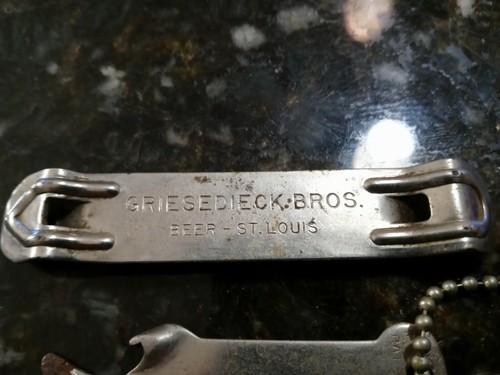 GRIESEDIECK·BROS.
BEER - ST. LOUIS